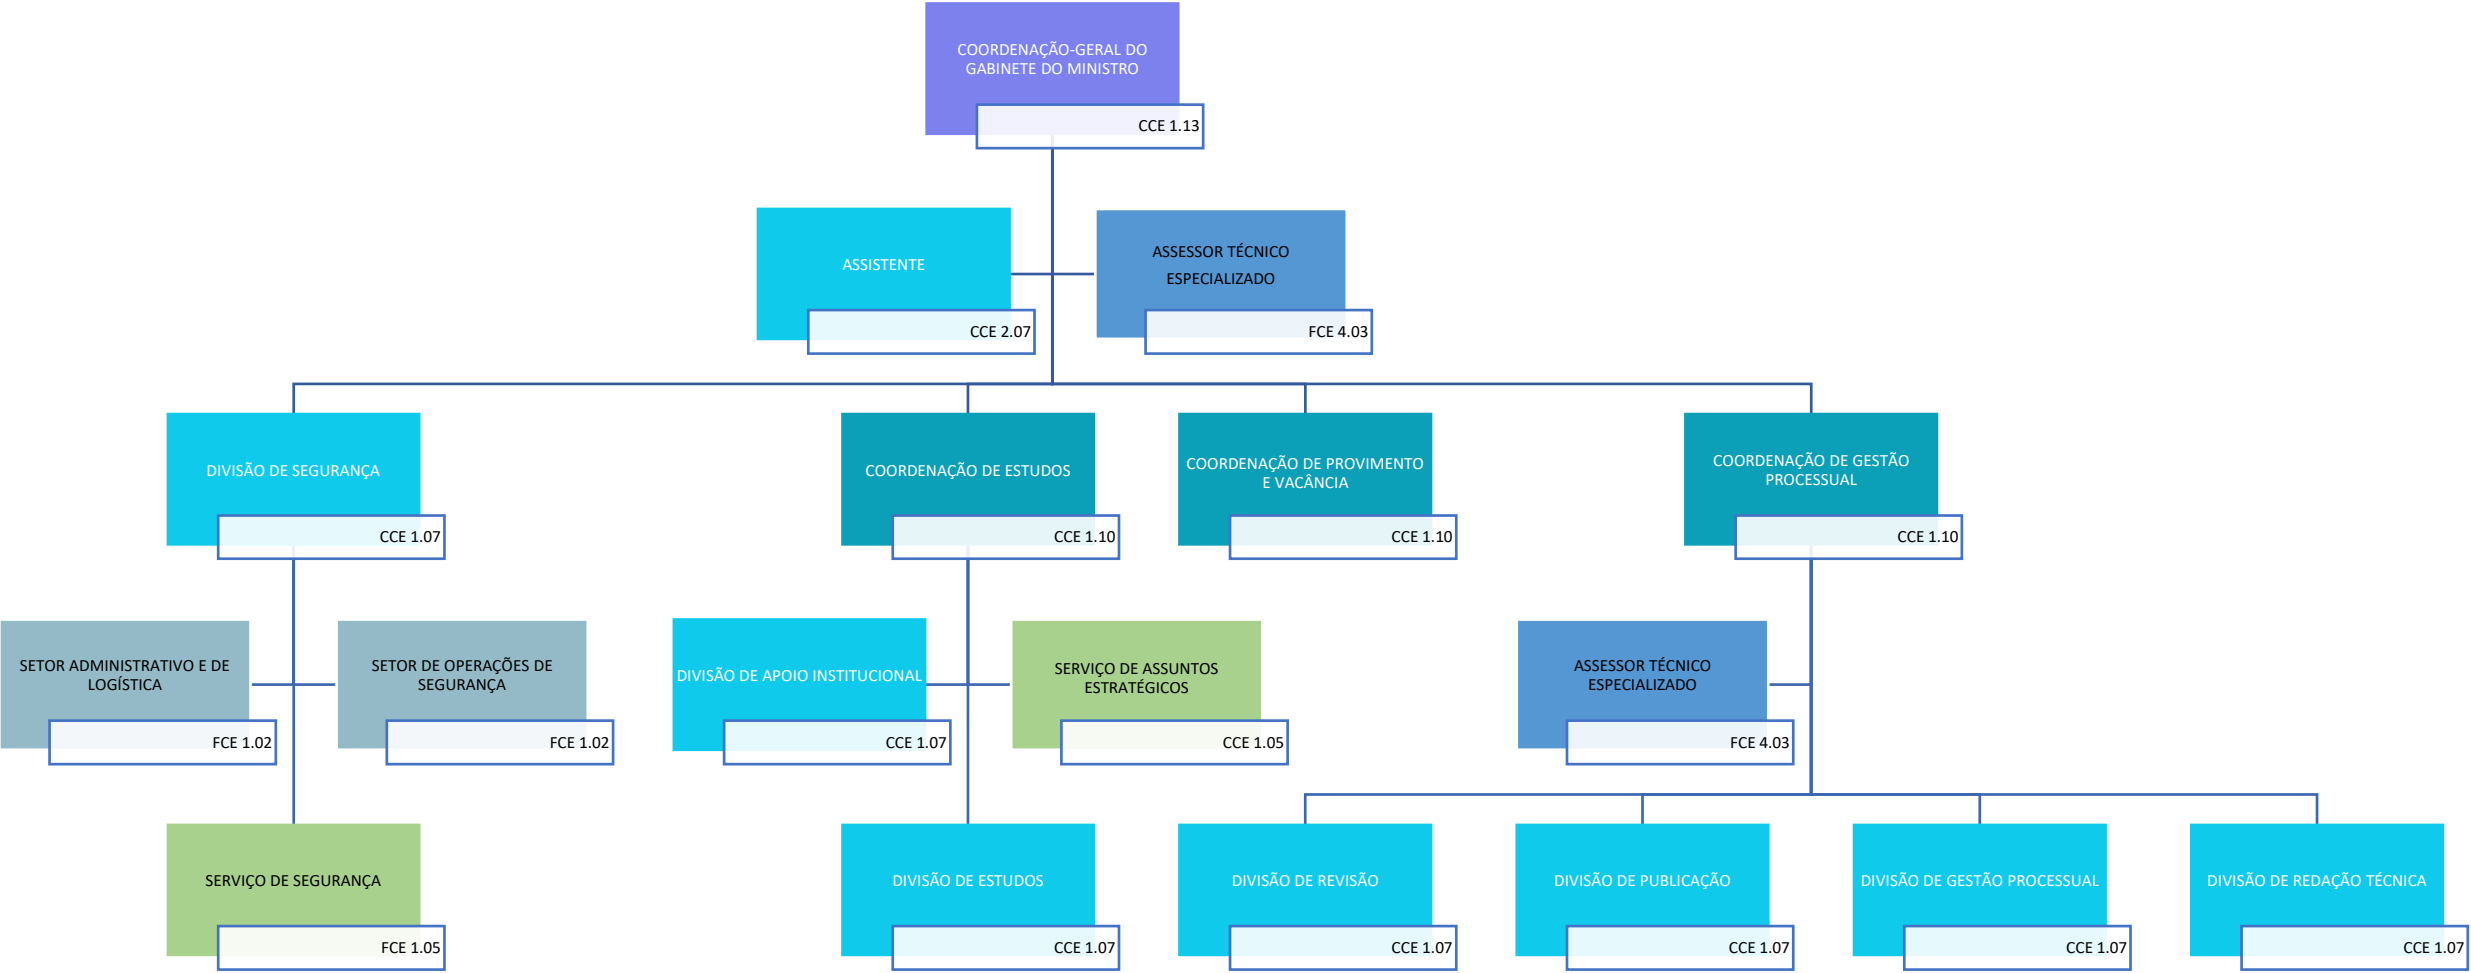 COORDENAÇÃO-GERAL DO
GABINETE DO MINISTRO
CCE 1.13
ASSISTENTE
CCE 2.07
ASSESSOR TÉCNICO
ESPECIALIZADO
FCE 4.03
DIVISÃO DE SEGURANÇA
CCE 1.07
COORDENAÇÃO DE ESTUDOS
CCE 1.10
COORDENAÇÃO DE PROVIMENTO
E VACÂNCIA
CCE 1.10
COORDENAÇÃO DE GESTÃO
PROCESSUAL
CCE 1.10
SETOR ADMINISTRATIVO E DE
LOGÍSTICA
FCE 1.02
SETOR DE OPERAÇÕES DE
SEGURANÇA
FCE 1.02
DIVISÃO DE APOIO INSTITUCIONAL
CCE 1.07
SERVIÇO DE ASSUNTOS
ESTRATÉGICOS
CCE 1.05
ASSESSOR TÉCNICO
ESPECIALIZADO
FCE 4.03
SERVIÇO DE SEGURANÇA
FCE 1.05
DIVISÃO DE ESTUDOS
CCE 1.07
DIVISÃO DE REVISÃO
CCE 1.07
DIVISÃO DE PUBLICAÇÃO
CCE 1.07
DIVISÃO DE GESTÃO PROCESSUAL
CCE 1.07
DIVISÃO DE REDAÇÃO TÉCNICA
CCE 1.07